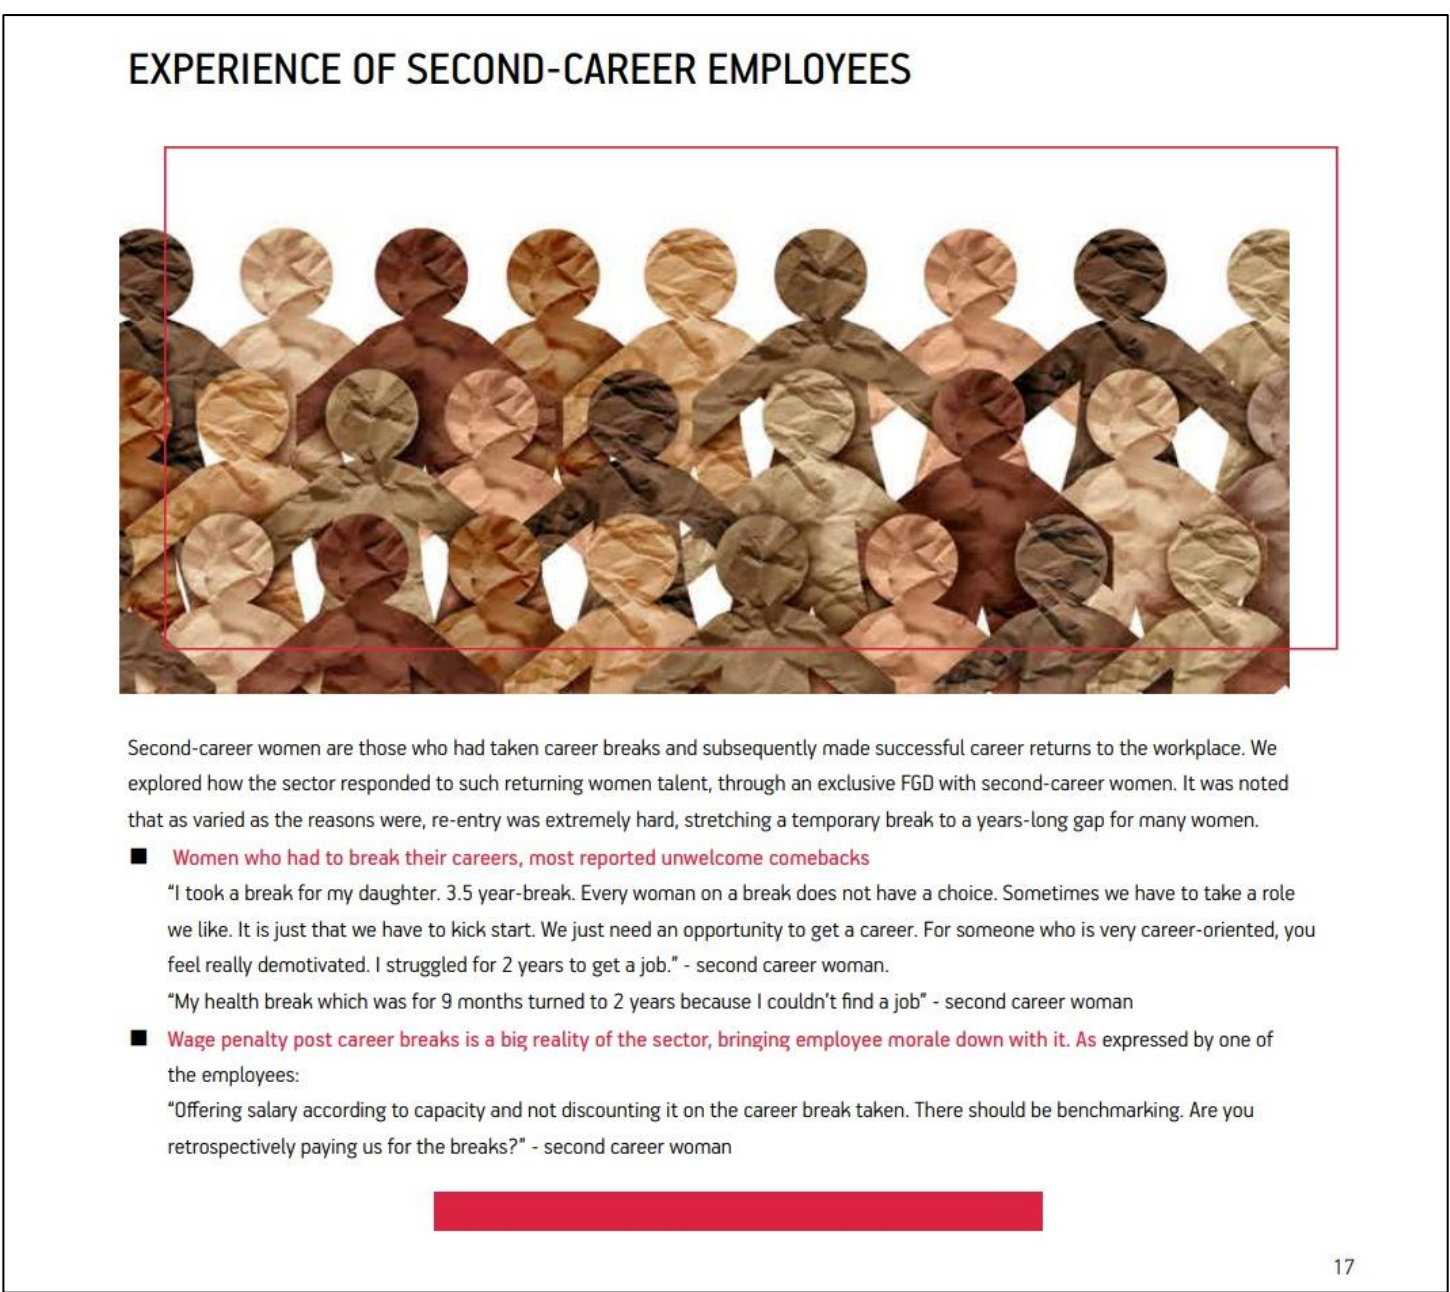 EXPERIENCE OF SECOND-CAREER EMPLOYEES
Second-career women are those who had taken career breaks and subsequently made successful career returns to the workplace. We
explored how the sector responded to such returning women talent, through an exclusive FGD with second-career women. It was noted
that as varied as the reasons were, re-entry was extremely hard, stretching a temporary break to a years-long gap for many women.
■ Women who had to break their careers, most reported unwelcome comebacks
“I took a break for my daughter. 3.5 year-break. Every woman on a break does not have a choice. Sometimes we have to take a role
we like. It is just that we have to kick start. We just need an opportunity to get a career. For someone who is very career-oriented, you
feel really demotivated. I struggled for 2 years to get a job.” - second career woman.
“My health break which was for 9 months turned to 2 years because I couldn’t find a job” - second career woman
■ Wage penalty post career breaks is a big reality of the sector, bringing employee morale down with it. As expressed by one of
the employees:
“Offering salary according to capacity and not discounting it on the career break taken. There should be benchmarking. Are you
retrospectively paying us for the breaks?” - second career woman
17